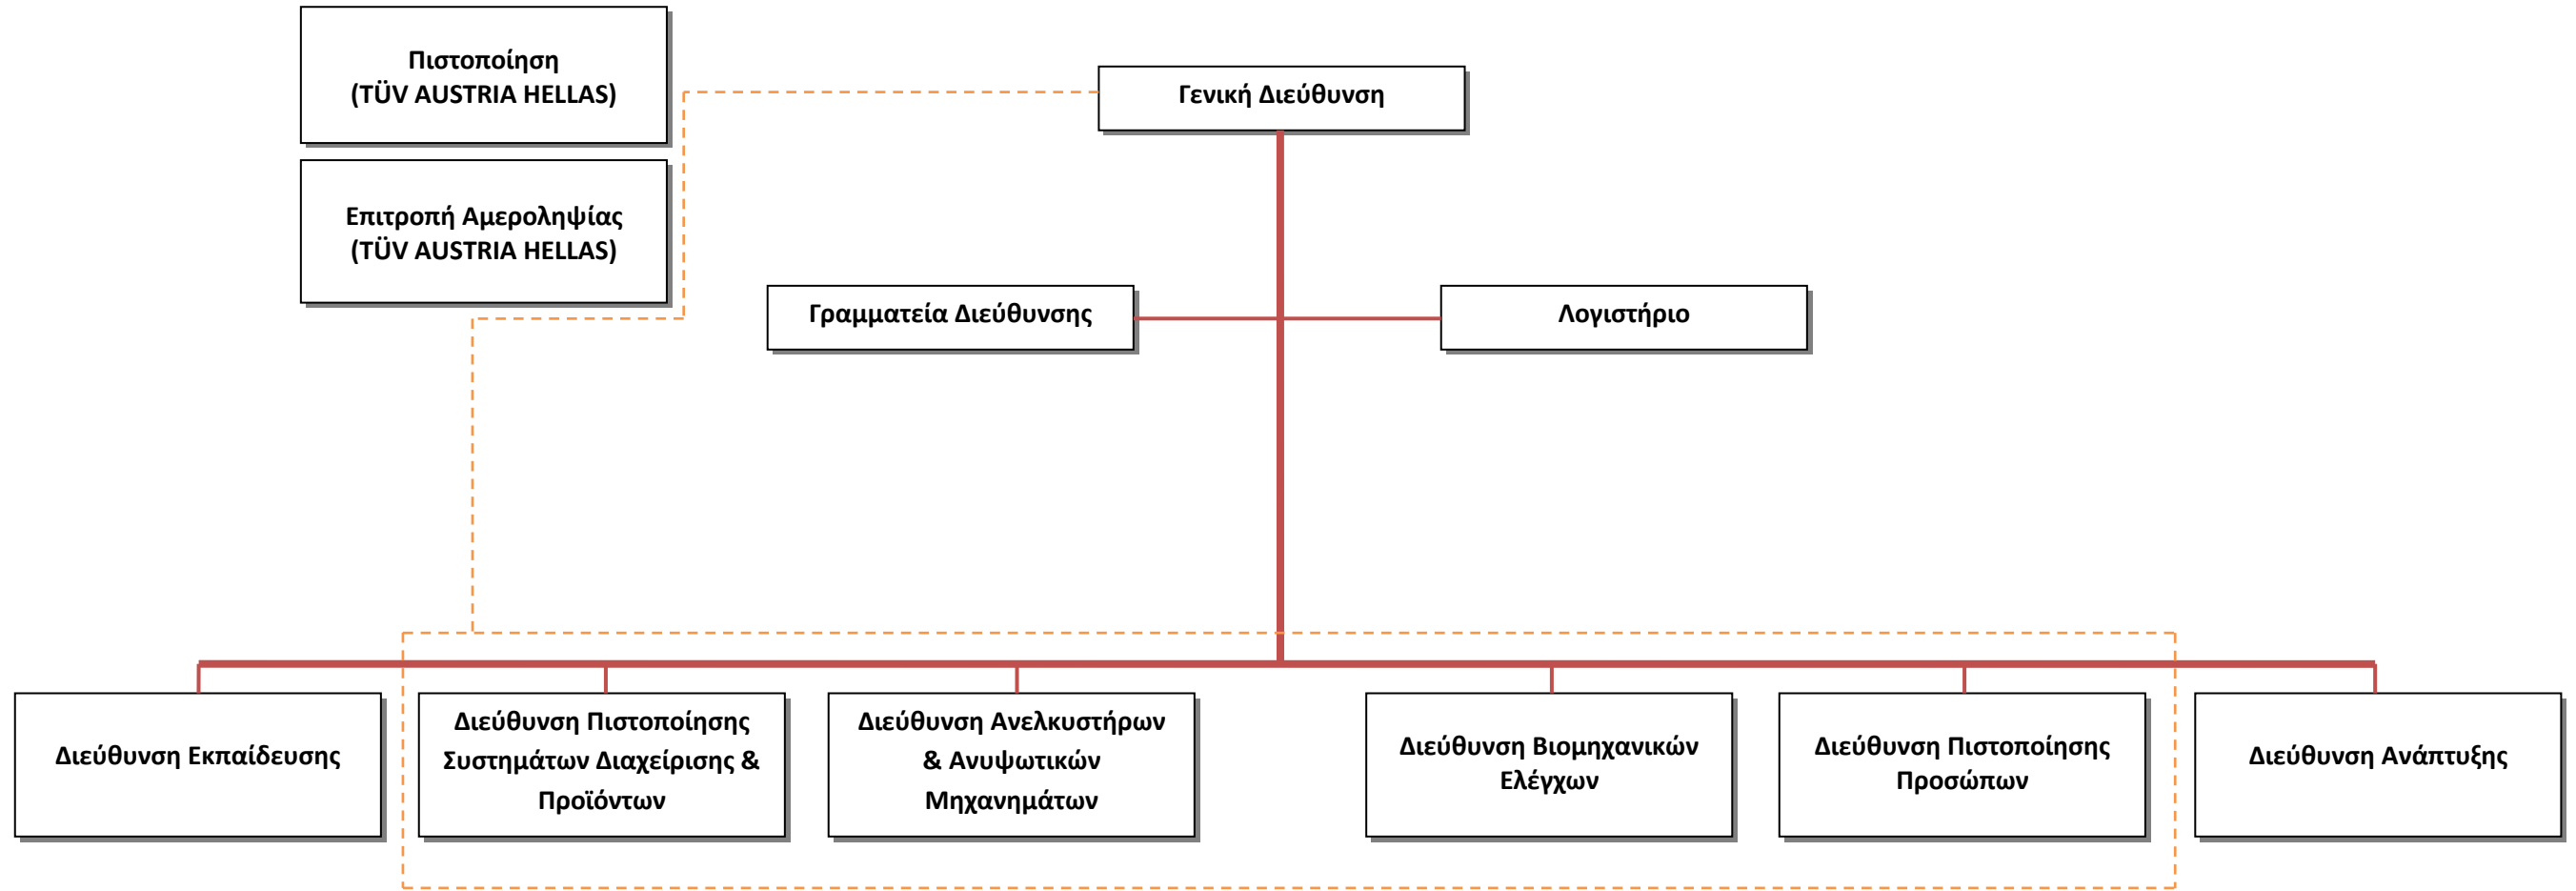 Πιστοποίηση
(TÜV AUSTRIA HELLAS)
Γενική Διεύθυνση
Επιτροπή Αμεροληψίας
(TÜV AUSTRIA HELLAS)
Γραμματεία Διεύθυνσης
Λογιστήριο
Διεύθυνση Εκπαίδευσης
Διεύθυνση Πιστοποίησης
Συστημάτων Διαχείρισης &
Προϊόντων
Διεύθυνση Ανελκυστήρων
& Ανυψωτικών
Μηχανημάτων
Διεύθυνση Βιομηχανικών
Ελέγχων
Διεύθυνση Πιστοποίησης
Προσώπων
Διεύθυνση Ανάπτυξης